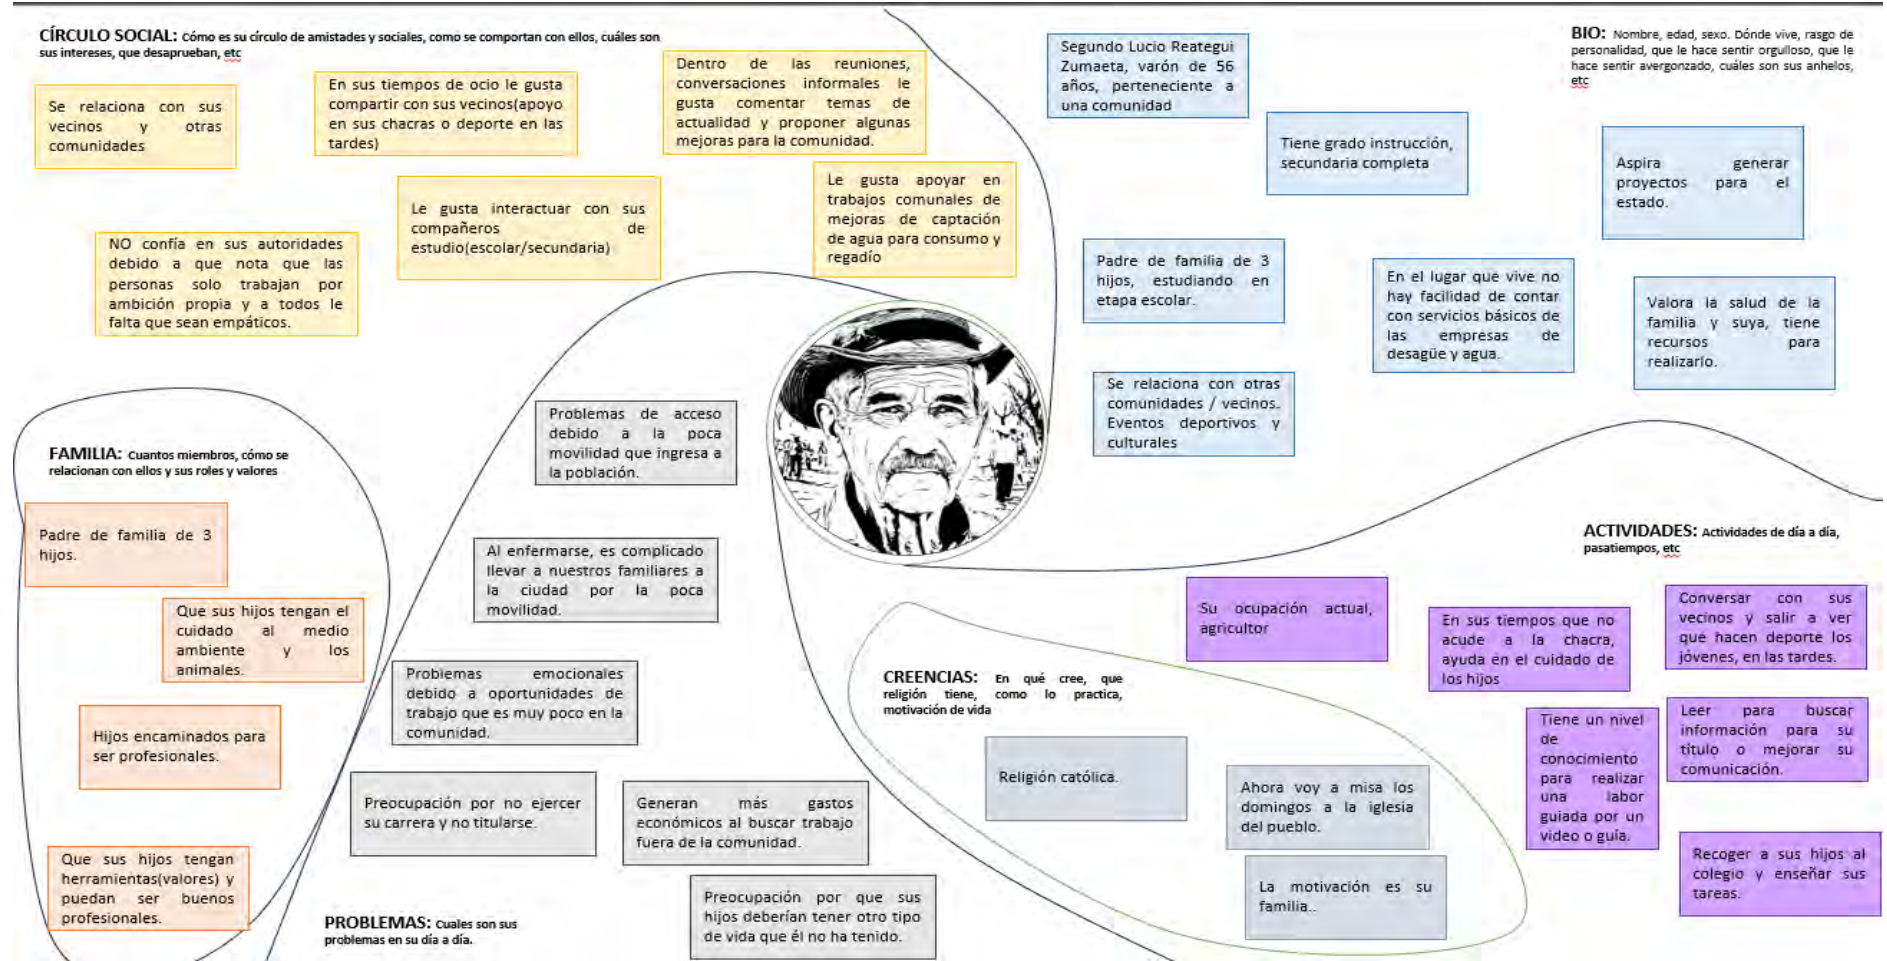 CÍRCULO SOCIAL: Cómo es su círculo de amistades y sociales, como se comportan con ellos, cuáles son
sus intereses, que desaprueban, etc
Se relaciona con sus
vecinos y otras
comunidades
En sus tiempos de ocio le gusta
compartir con sus vecinos(apoyo
en sus chacras o deporte en las
tardes)
Dentro de las reuniones,
conversaciones informales le
gusta comentar temas de
actualidad y proponer algunas
mejoras para la comunidad.
NO confía en sus autoridades
debido a que nota que las
personas solo trabajan por
ambición propia y a todos le
falta que sean empáticos.
Le gusta interactuar con sus
compañeros de
estudio(escolar/secundaria)
Le gusta apoyar en
trabajos comunales de
mejoras de captación
de agua para consumo y
regadío
BIO: Nombre, edad, sexo. Dónde vive, rasgo de
personalidad, que le hace sentir orgulloso, que le
hace sentir avergonzado, cuáles son sus anhelos,
etc
Segundo Lucio Reategui
Zumaeta, varón de 56
años, perteneciente a
una comunidad
Tiene grado instrucción,
secundaria completa
Aspira generar
proyectos para el
estado.
Padre de familia de 3
hijos, estudiando en
etapa escolar.
En el lugar que vive no
hay facilidad de contar
con servicios básicos de
las empresas de
desagüe y agua.
Valora la salud de la
familia y suya, tiene
recursos para
realizarlo.
Se relaciona con otras
comunidades / vecinos.
Eventos deportivos y
culturales
FAMILIA: Cuantos miembros, cómo se
relacionan con ellos y sus roles y valores
Padre de familia de 3
hijos.
Que sus hijos tengan el
cuidado al medio
ambiente y los
animales.
Hijos encaminados para
ser profesionales.
Que sus hijos tengan
herramientas(valores) y
puedan ser buenos
profesionales.
Problemas de acceso
debido a la poca
movilidad que ingresa a
la población.
Al enfermarse, es complicado
llevar a nuestros familiares a
la ciudad por la poca
movilidad.
Problemas emocionales
debido a oportunidades de
trabajo que es muy poco en la
comunidad.
Preocupación por no ejercer
su carrera y no titularse.
Generan más gastos
económicos al buscar trabajo
fuera de la comunidad.
Preocupación por que sus
hijos deberían tener otro tipo
de vida que él no ha tenido.
PROBLEMAS: Cuales son sus
problemas en su día a día.
CREENCIAS: En qué cree, que
religión tiene, como lo practica,
motivación de vida
Religión católica.
Ahora voy a misa los
domingos a la iglesia
del pueblo.
La motivación es su
familia..
ACTIVIDADES: Actividades de día a día,
pasatiempos, etc
Su ocupación actual,
agricultor
En sus tiempos que no
acude a la chacra,
ayuda en el cuidado de
los hijos
Conversar con sus
vecinos y salir a ver
que hacen deporte los
jóvenes, en las tardes.
Tiene un nivel
de
conocimiento
para realizar
una labor
guiada por un
video o guía.
Leer para buscar
información para su
título o mejorar su
comunicación.
Recoger a sus hijos al
colegio y enseñar sus
tareas.